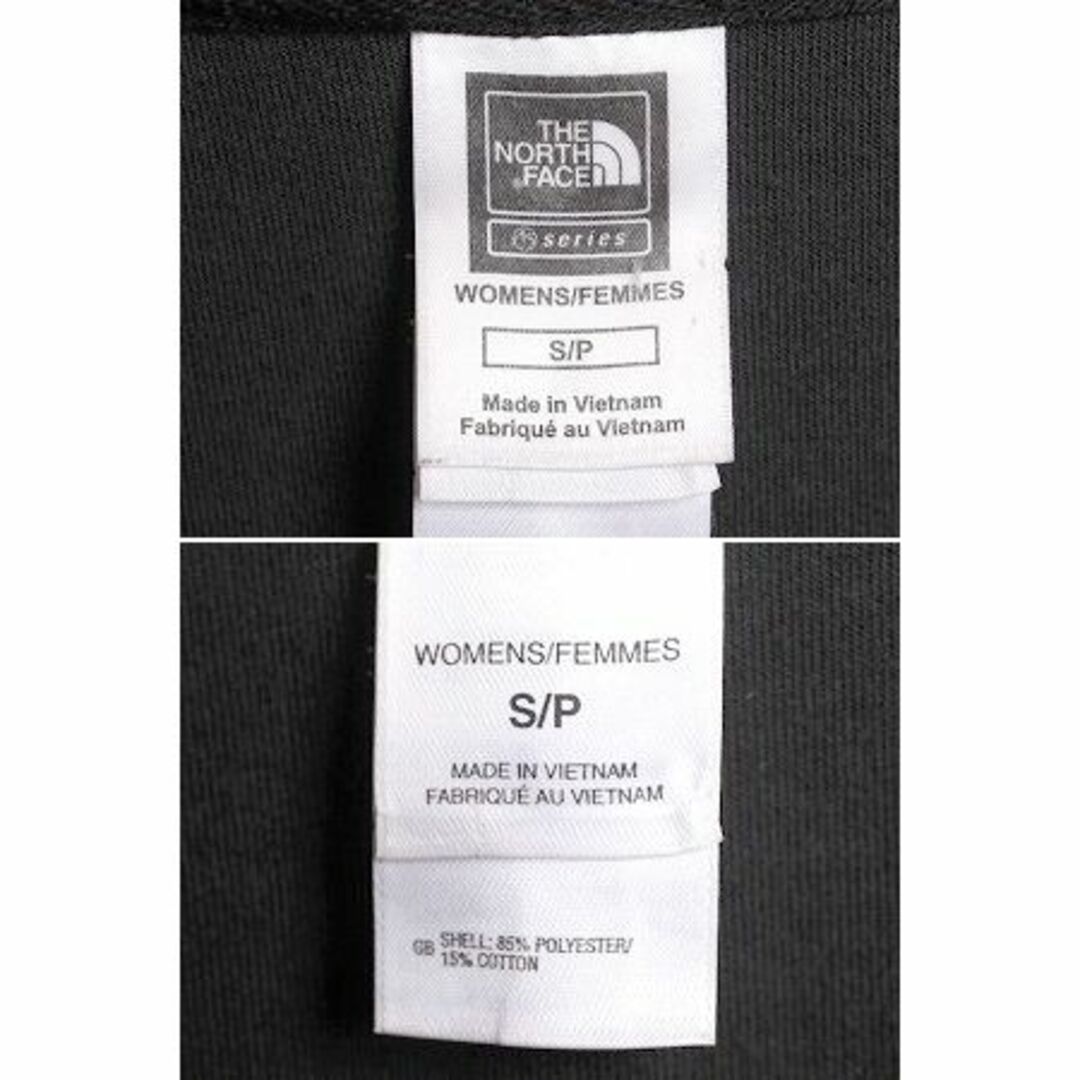 THE
NORTH
FACE
series
WOMENS/FEMMES
S/P
Made in Vietnam
Fabriqué au Vietnam
WOMENS/FEMMES
S/P
MADE IN VIETNAM
FABRIQUÉ AU VIETNAM
GB SHELL: 85% POLYESTER/
15% COTTON